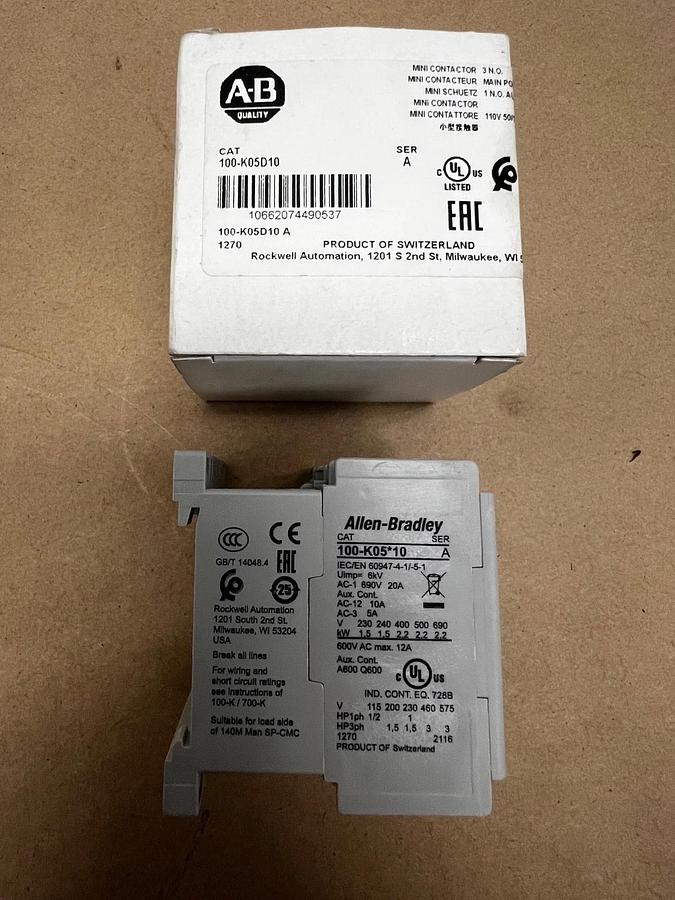 A-B
QUALITY
MINI CONTACTOR 3 N.O.
MINI CONTACTEUR MAIN
MINI SCHUETZ 1 N.O.
MINI CONTACTOR
MINI CONTATTORE 110V
小型接触器
CAT SER
100-K05D10 A
10662074490537
C UL US
LISTED
EAC
100-K05D10 A
1270 PRODUCT OF SWITZERLAND
Rockwell Automation, 1201 S 2nd St, Milwaukee, WI
CCC CE
GB/T 14048.4 EAC
25
Rockwell Automation
1201 South 2nd St.
Milwaukee, WI 53204
USA
Break all lines
For wiring and
short circuit ratings
see Instructions of
100-K / 700-K
Suitable for load side
of 140M Man SP-CMC
Allen-Bradley
CAT SER
100-K05*10 A
IEC/EN 60947-4-1/-5-1
Uimp= 6kV
AC-1 690V 20A
Aux. Cont.
AC-12 10A
AC-3 5A
V 230 240 400 500 690
kW 1,5 1,5 2,2 2,2 2,2
600V AC max. 12A
Aux. Cont.
A600 Q600
C UL US
IND. CONT. EQ. 728B
V 115 200 230 460 575
HP1ph 1/2 1
HP3ph 1,5 1,5 3 3
1270 2116
PRODUCT OF Switzerland